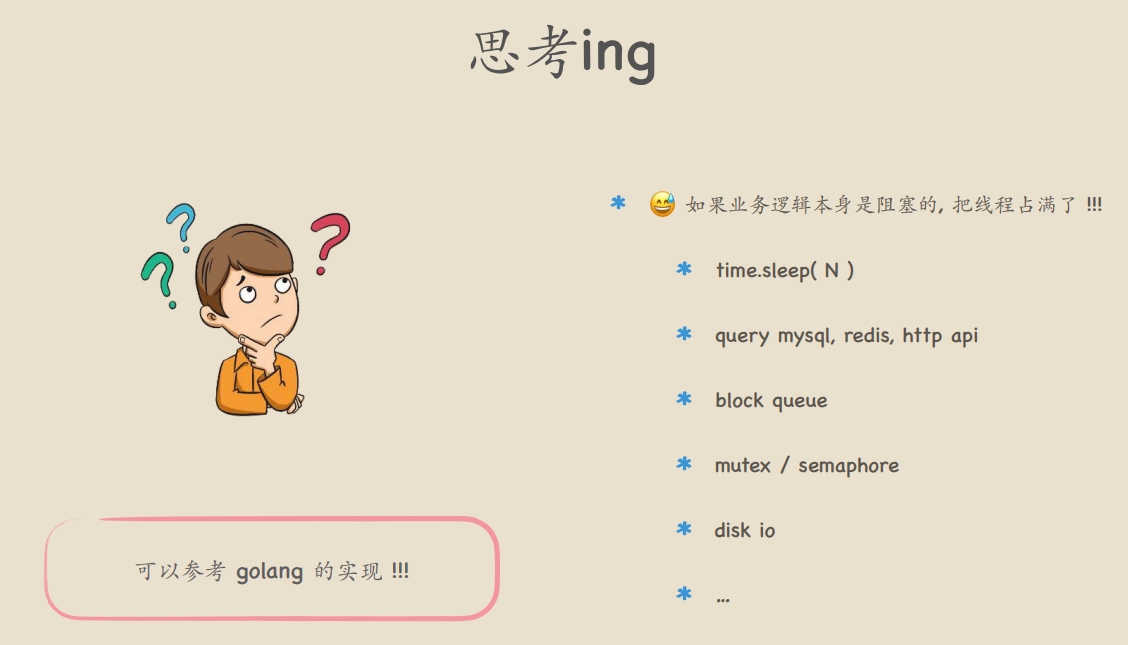 思考ing
😅 如果业务逻辑本身是阻塞的, 把线程占满了 !!!
time.sleep( N )
query mysql, redis, http api
block queue
mutex / semaphore
disk io
...
可以参考 golang 的实现 !!!